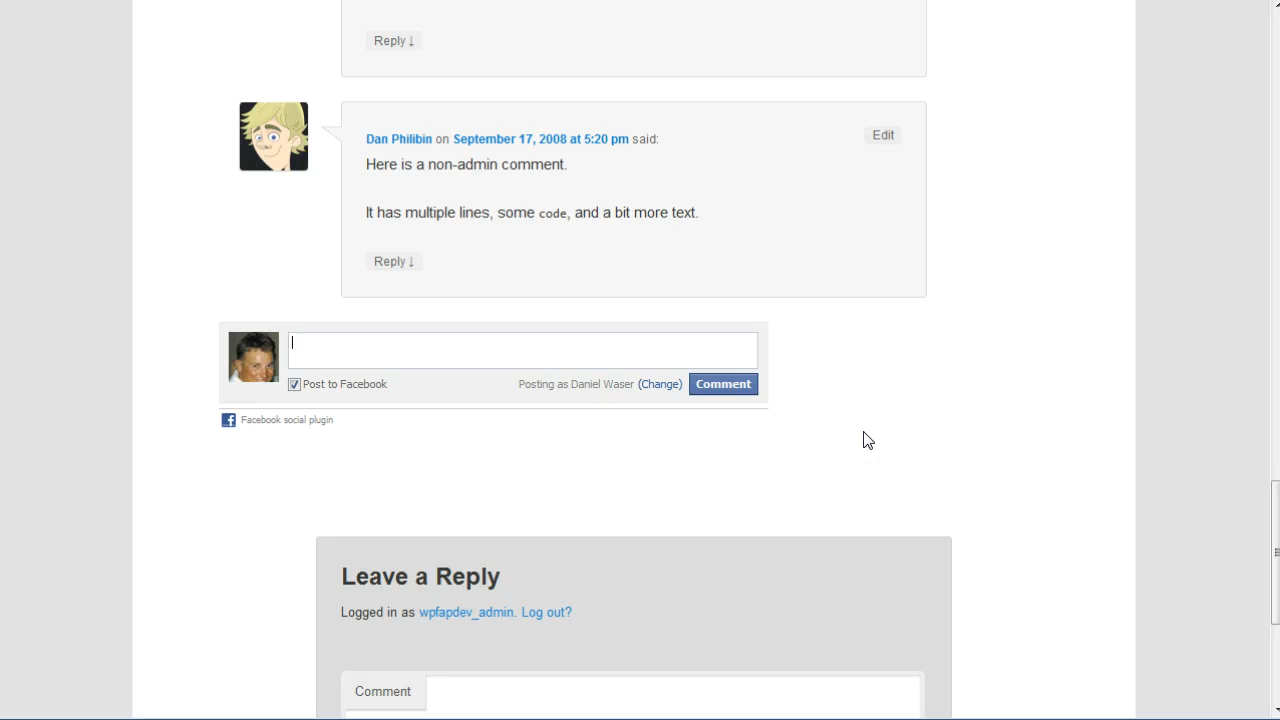 Reply ↓
Dan Philibin on September 17, 2008 at 5:20 pm said:
Edit
Here is a non-admin comment.
It has multiple lines, some code, and a bit more text.
Reply ↓
Post to Facebook
Posting as Daniel Waser (Change)
Comment
Facebook social plugin
Leave a Reply
Logged in as wpfapdev_admin. Log out?
Comment